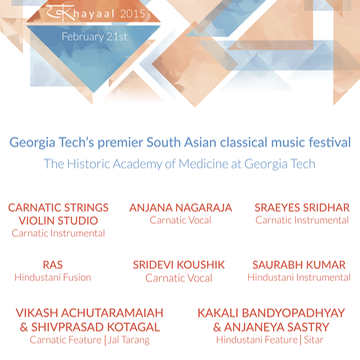 Khayaal 2015
February 21st
Georgia Tech's premier South Asian classical music festival
The Historic Academy of Medicine at Georgia Tech
CARNATIC STRINGS
VIOLIN STUDIO
Carnatic Instrumental
ANJANA NAGARAJA
Carnatic Vocal
SRAEYES SRIDHAR
Carnatic Instrumental
RAS
Hindustani Fusion
SRIDEVI KOUSHIK
Carnatic Vocal
SAURABH KUMAR
Hindustani Instrumental
VIKASH ACHUTARAMAIAH
& SHIVPRASAD KOTAGAL
Carnatic Feature | Jal Tarang
KAKALI BANDYOPADHYAY
& ANJANEYA SASTRY
Hindustani Feature | Sitar